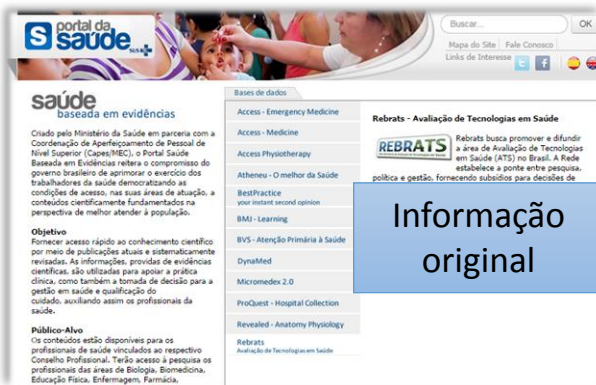 portal da
saúde
SUS
Buscar...
OK
Mapa do Site
Fale Conosco
Links de Interesse
saúde
baseada em evidências
Criado pelo Ministério da Saúde em parceria com a
Coordenação de Aperfeiçoamento de Pessoal de
Nível Superior (Capes/MEC), o Portal Saúde
Baseada em Evidências reitera o compromisso do
governo brasileiro de aprimorar o exercício dos
trabalhadores da saúde democratizando as
condições de acesso, nas suas áreas de atuação, a
conteúdos cientificamente fundamentados na
perspectiva de melhor atender à população.
Objetivo
Fornecer acesso rápido ao conhecimento científico
por meio de publicações atuais e sistematicamente
revisadas. As informações, providas de evidências
científicas, são utilizadas para apoiar a prática
clínica, como também a tomada de decisão para a
gestão em saúde e qualificação do
cuidado, auxiliando assim os profissionais da
saúde.
Público-Alvo
Os conteúdos estão disponíveis para os
profissionais de saúde vinculados ao respectivo
Conselho Profissional. Terão acesso à pesquisa os
profissionais das áreas de Biologia, Biomedicina,
Educação Física, Enfermagem, Farmácia,
Bases de dados
Access - Emergency Medicine
Access - Medicine
Access Physiotherapy
Atheneu - O melhor da Saúde
BestPractice
your instant second opinion
BMJ - Learning
BVS - Atenção Primária à Saúde
DynaMed
Micromedex 2.0
ProQuest - Hospital Collection
Revealed - Anatomy Physiology
Rebrats
Avaliação de Tecnologias em Saúde
Rebrats - Avaliação de Tecnologias em Saúde
REBRATS
Rebrats busca promover e difundir
a área de Avaliação de Tecnologias
em Saúde (ATS) no Brasil. A Rede
estabelece a ponte entre pesquisa,
política e gestão, fornecendo subsídios para decisões de
Informação
original